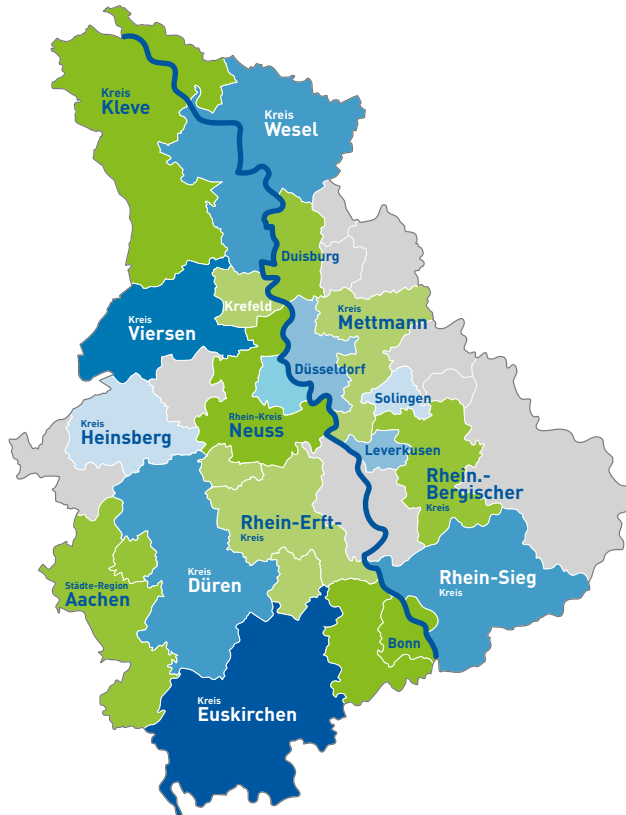 Kreis
Kleve
Kreis
Wesel
Duisburg
Krefeld
Kreis
Viersen
Kreis
Mettmann
Düsseldorf
Solingen
Kreis
Heinsberg
Rhein-Kreis
Neuss
Leverkusen
Rhein.-
Bergischer
Kreis
Rhein-Erft-
Kreis
Kreis
Düren
Städte-Region
Aachen
Rhein-Sieg
Kreis
Bonn
Kreis
Euskirchen